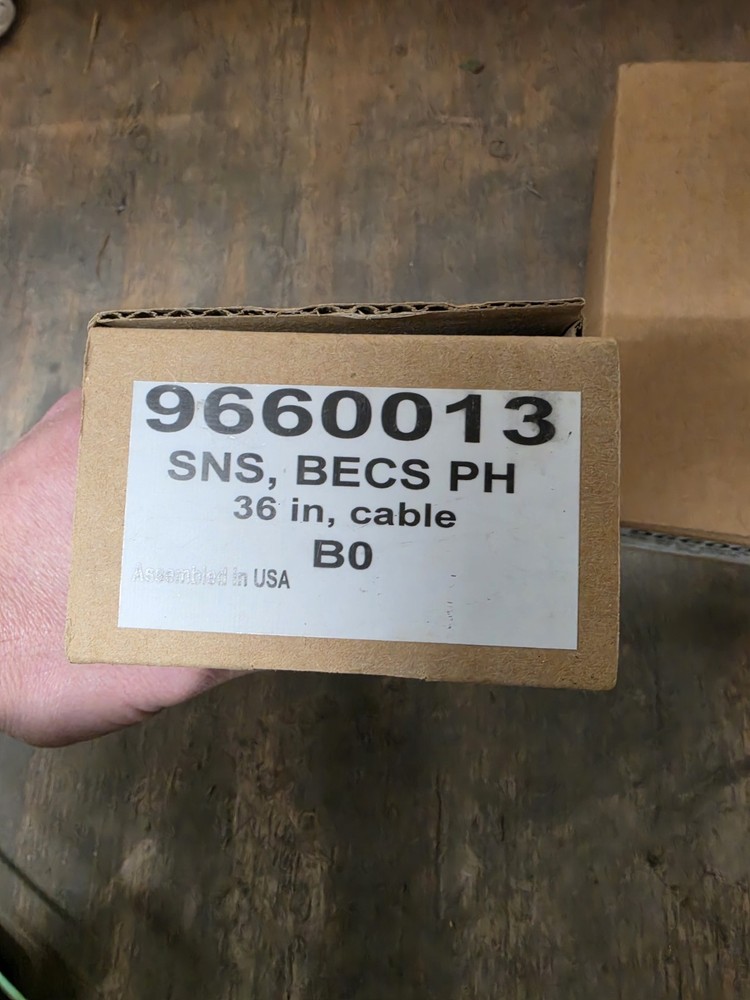 9660013
SNS, BECS PH
36 in, cable
B0
Assembled in USA